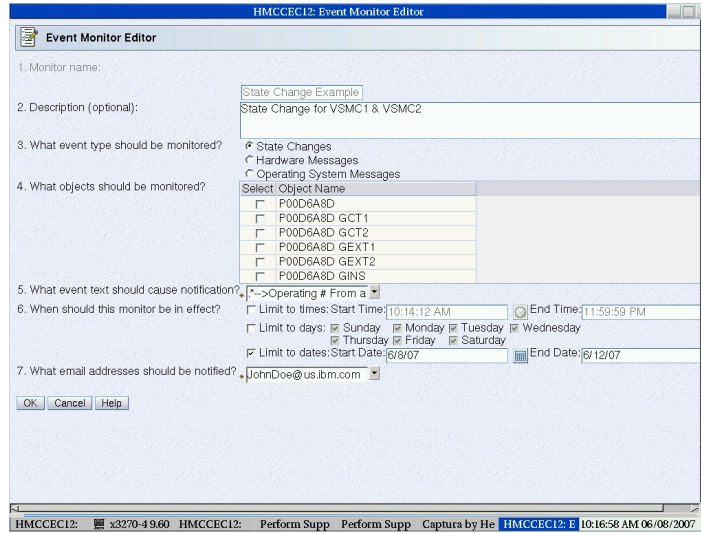 HMCCEC12: Event Monitor Editor
Event Monitor Editor
1. Monitor name:
State Change Example
2. Description (optional):
State Change for VSMC1 & VSMC2
3. What event type should be monitored?
State Changes
Hardware Messages
Operating System Messages
4. What objects should be monitored?
Select Object Name
P00D6A8D
P00D6A8D GCT1
P00D6A8D GCT2
P00D6A8D GEXT1
P00D6A8D GEXT2
P00D6A8D GINS
5. What event text should cause notification? .*-->Operating # From a
6. When should this monitor be in effect? Limit to times: Start Time: 10:14:12 AM End Time: 11:59:59 PM
Limit to days: Sunday Monday Tuesday Wednesday
Thursday Friday Saturday
Limit to dates: Start Date: 6/8/07 End Date: 6/12/07
7. What email addresses should be notified? JohnDoe@us.ibm.com
OK Cancel Help
HMCCEC12: x3270-4 9.60 HMCCEC12: Perform Supp Perform Supp Captura by He HMCCEC12: E 10:16:58 AM 06/08/2007